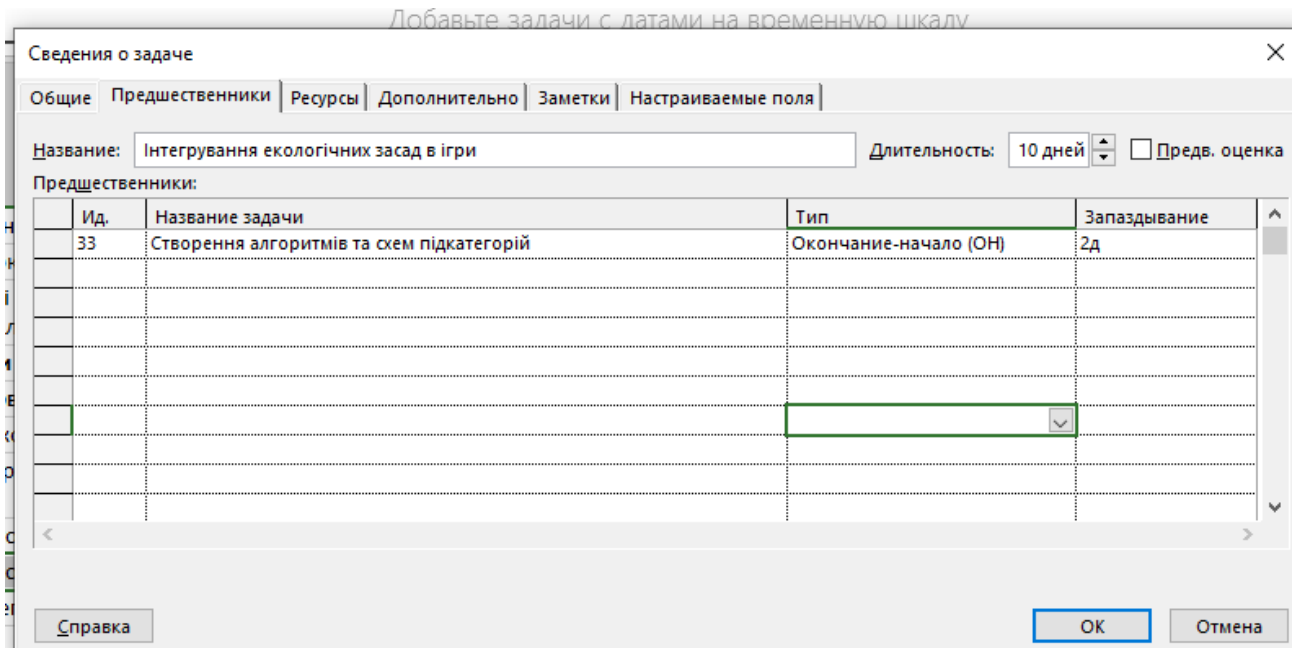 Добавьте задачи с датами на временную шкалу
Сведения о задаче
Общие Предшественники Ресурсы Дополнительно Заметки Настраиваемые поля
Название: Інтегрування екологічних засад в ігри Длительность: 10 дней Предв. оценка
Предшественники:
Ид. Название задачи Тип Запаздывание
33 Створення алгоритмів та схем підкатегорій Окончание-начало (ОН) 2д
Справка ОК Отмена